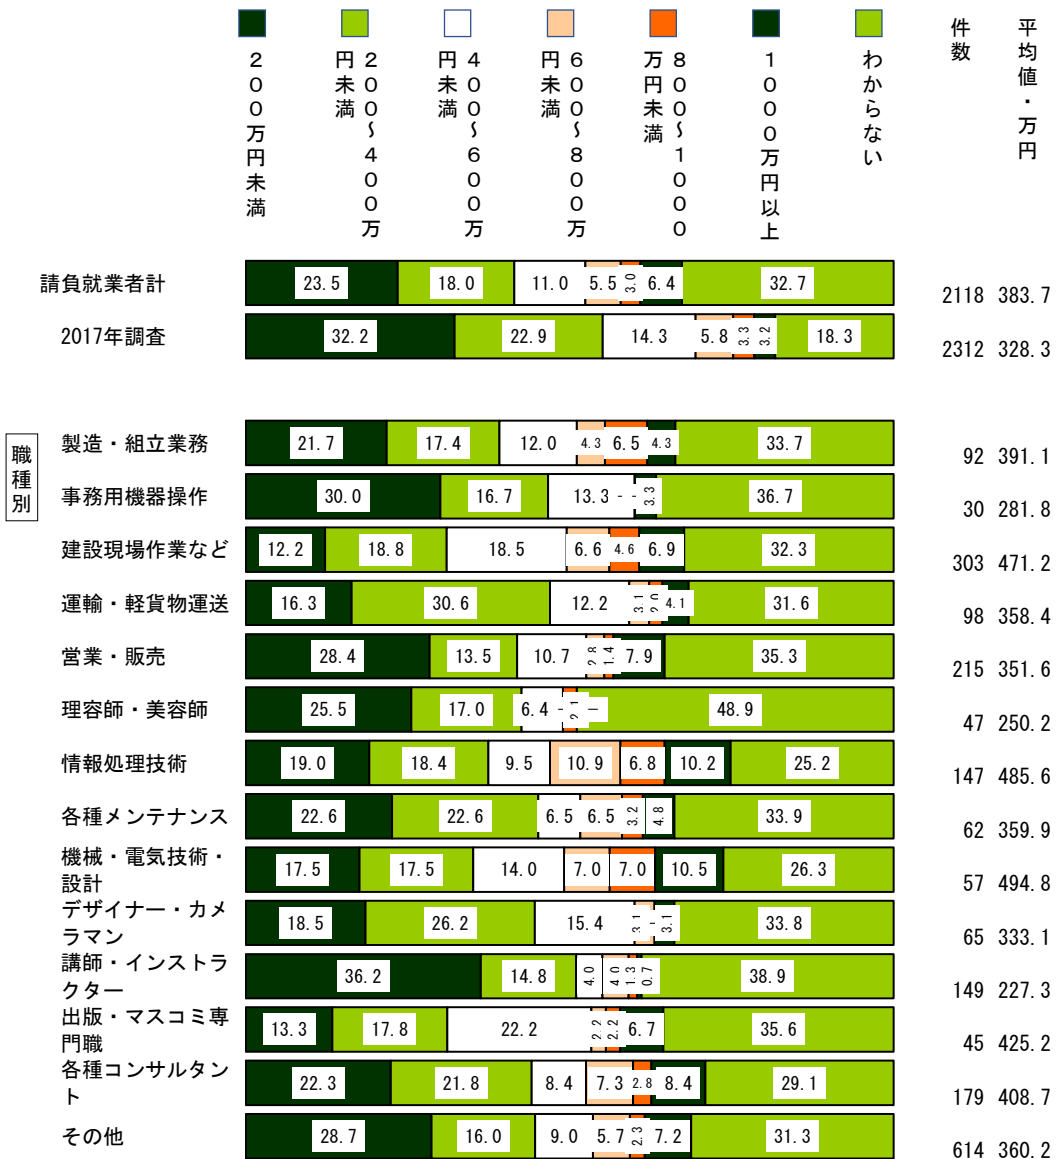 200万円未満
200~400万
円未満
400~600万
円未満
600~800万
円未満
800~1000
万円未満
1000万円以上
わからない
件数
平均値・万円
請負就業者計 23.5 18.0 11.0 5.5 3.0 6.4 32.7 2118 383.7
2017年調査 32.2 22.9 14.3 5.8 3.3 3.2 18.3 2312 328.3
職種別
製造・組立業務 21.7 17.4 12.0 4.3 6.5 4.3 33.7 92 391.1
事務用機器操作 30.0 16.7 13.3 - - 3.3 36.7 30 281.8
建設現場作業など 12.2 18.8 18.5 6.6 4.6 6.9 32.3 303 471.2
運輸・軽貨物運送 16.3 30.6 12.2 3.1 2.0 4.1 31.6 98 358.4
営業・販売 28.4 13.5 10.7 2.8 1.4 7.9 35.3 215 351.6
理容師・美容師 25.5 17.0 6.4 - 2.1 - 48.9 47 250.2
情報処理技術 19.0 18.4 9.5 10.9 6.8 10.2 25.2 147 485.6
各種メンテナンス 22.6 22.6 6.5 6.5 3.2 4.8 33.9 62 359.9
機械・電気技術・
設計 17.5 17.5 14.0 7.0 7.0 10.5 26.3 57 494.8
デザイナー・カメ
ラマン 18.5 26.2 15.4 3.1 - 3.1 33.8 65 333.1
講師・インストラ
クター 36.2 14.8 4.0 4.0 1.3 0.7 38.9 149 227.3
出版・マスコミ専
門職 13.3 17.8 22.2 2.2 2.2 6.7 35.6 45 425.2
各種コンサルタン
ト 22.3 21.8 8.4 7.3 2.8 8.4 29.1 179 408.7
その他 28.7 16.0 9.0 5.7 2.3 7.2 31.3 614 360.2